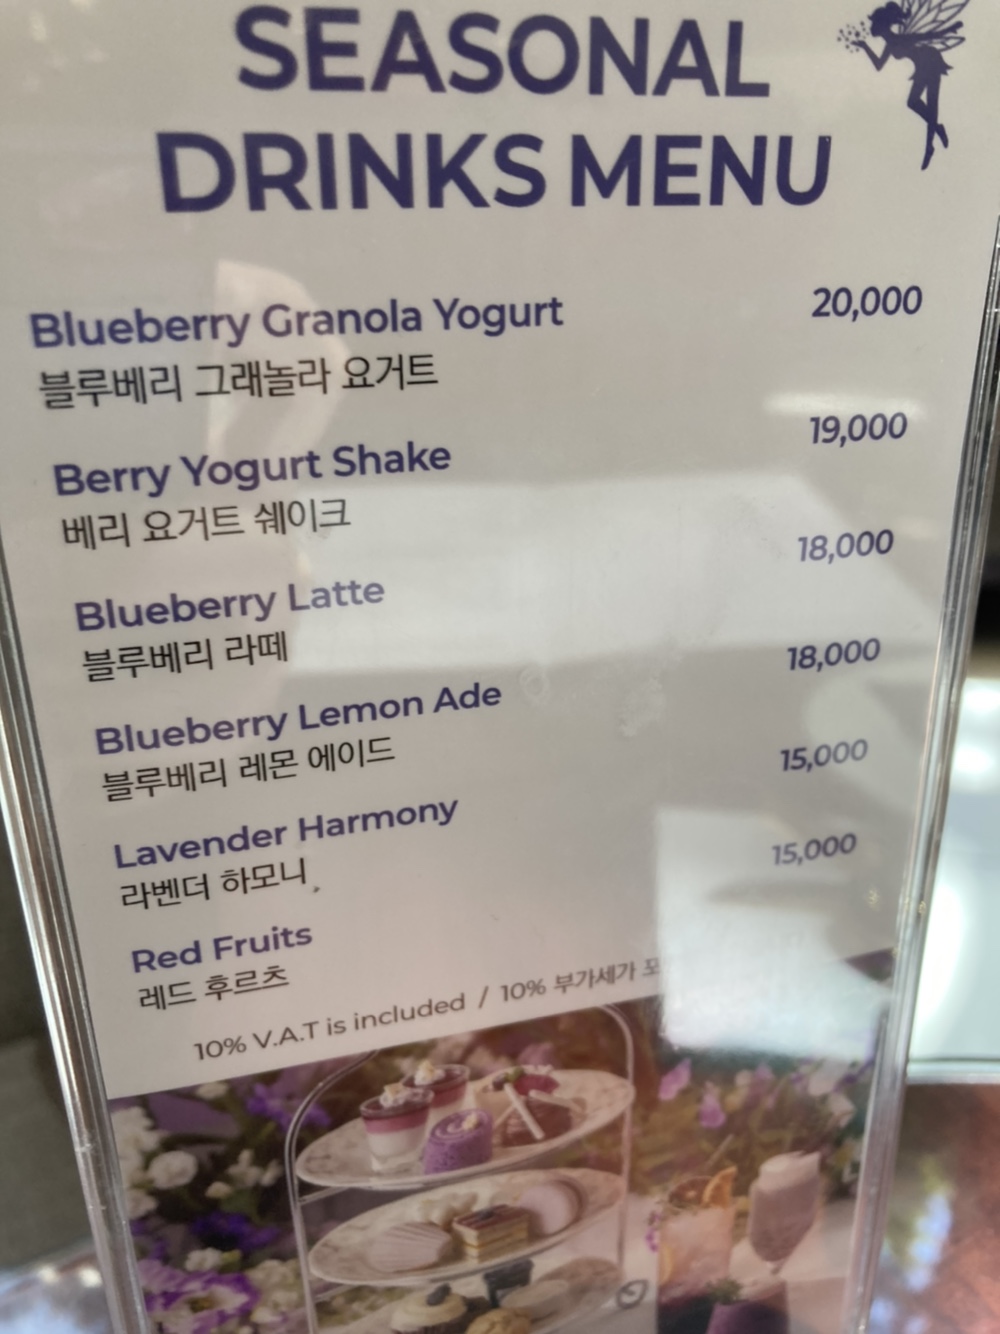 SEASONAL
DRINKS MENU
Blueberry Granola Yogurt 20,000
블루베리 그래놀라 요거트
Berry Yogurt Shake 19,000
베리 요거트 쉐이크
Blueberry Latte 18,000
블루베리 라떼
Blueberry Lemon Ade 18,000
블루베리 레몬 에이드
Lavender Harmony 15,000
라벤더 하모니
Red Fruits 15,000
레드 후르츠
10% V.A.T is included / 10% 부가세가